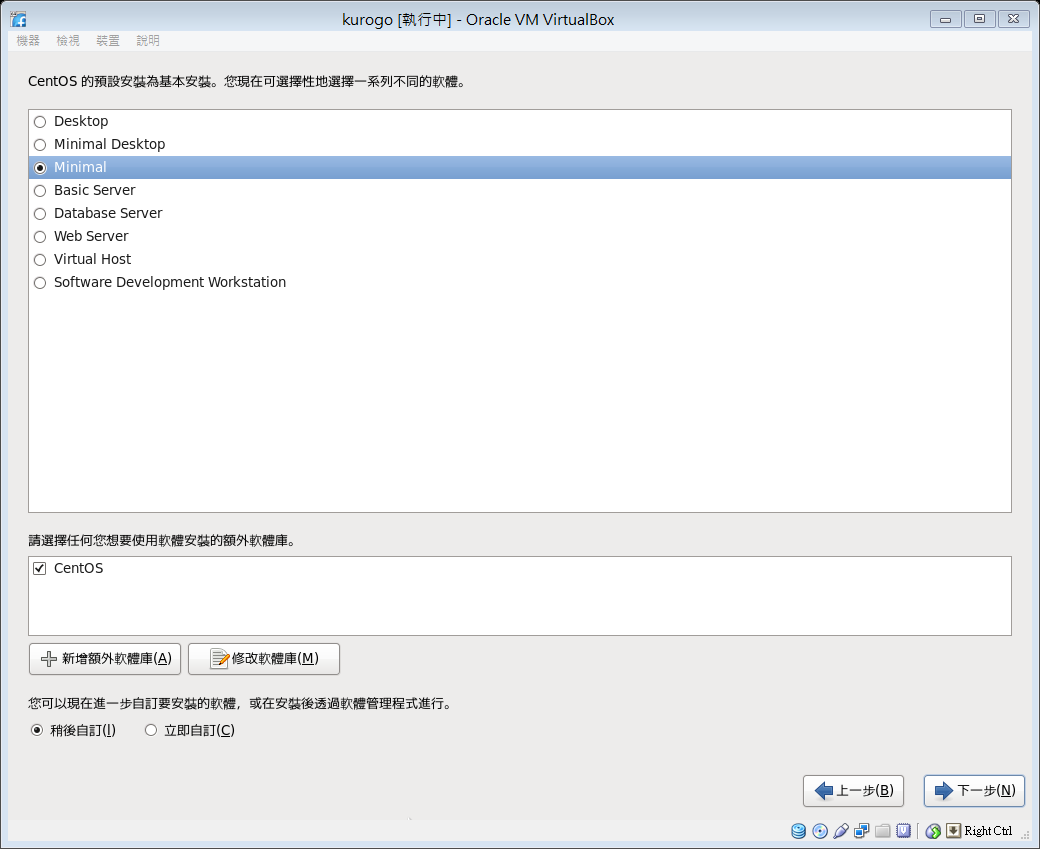 kurogo [執行中] - Oracle VM VirtualBox
機器 檢視 裝置 說明
CentOS 的預設安裝為基本安裝。您現在可選擇性地選擇一系列不同的軟體。
Desktop
Minimal Desktop
Minimal
Basic Server
Database Server
Web Server
Virtual Host
Software Development Workstation
請選擇任何您想要使用軟體安裝的額外軟體庫。
CentOS
新增額外軟體庫(A) 修改軟體庫(M)
您可以現在進一步自訂要安裝的軟體，或在安裝後透過軟體管理程式進行。
稍後自訂(l) 立即自訂(C)
上一步(B) 下一步(N)
Right Ctrl